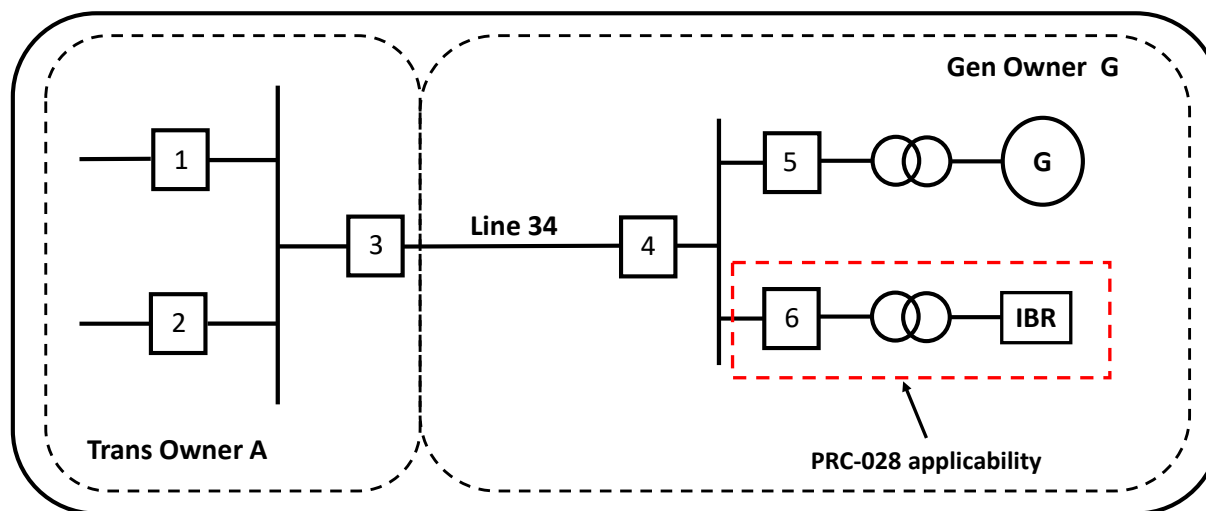 Gen Owner G
1
5
G
Line 34
3
4
2
6
IBR
Trans Owner A
PRC-028 applicability